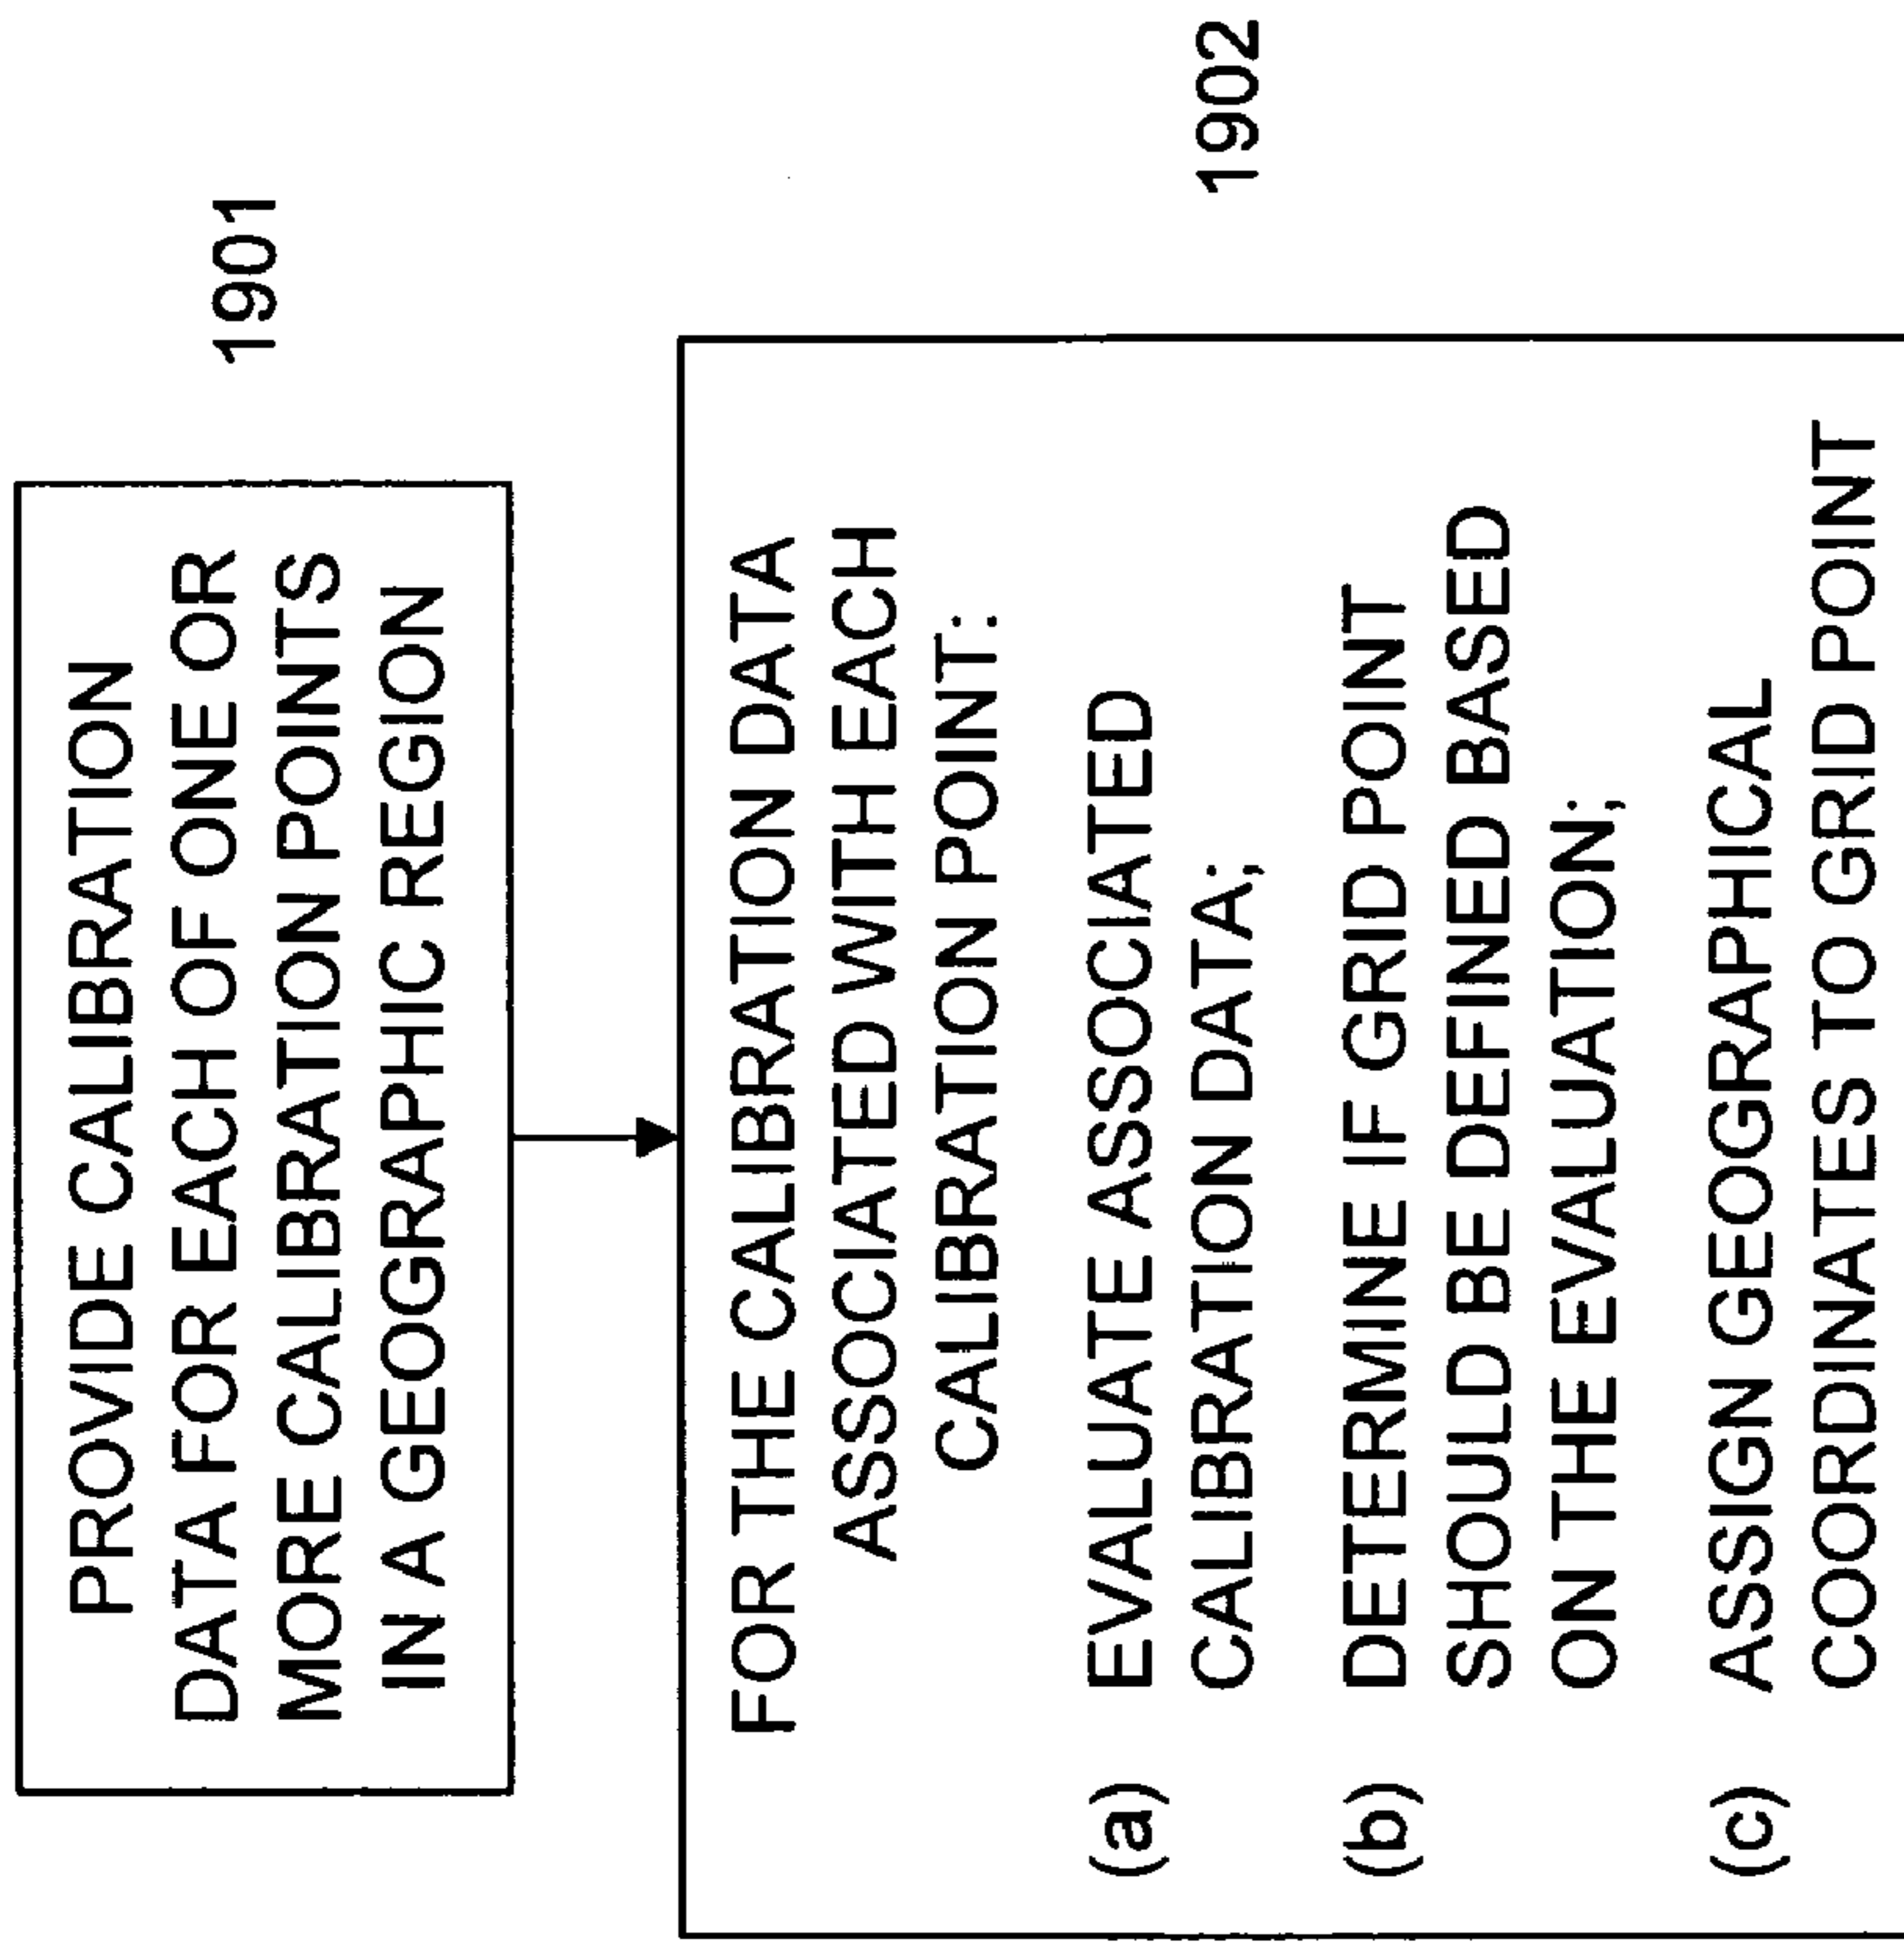 PROVIDE CALIBRATION
DATA FOR EACH OF ONE OR
MORE CALIBRATION POINTS
IN A GEOGRAPHIC REGION
1901
FOR THE CALIBRATION DATA
ASSOCIATED WITH EACH
CALIBRATION POINT:
(a) EVALUATE ASSOCIATED
CALIBRATION DATA;
(b) DETERMINE IF GRID POINT
SHOULD BE DEFINED BASED
ON THE EVALUATION;
(c) ASSIGN GEOGRAPHICAL
COORDINATES TO GRID POINT
1902